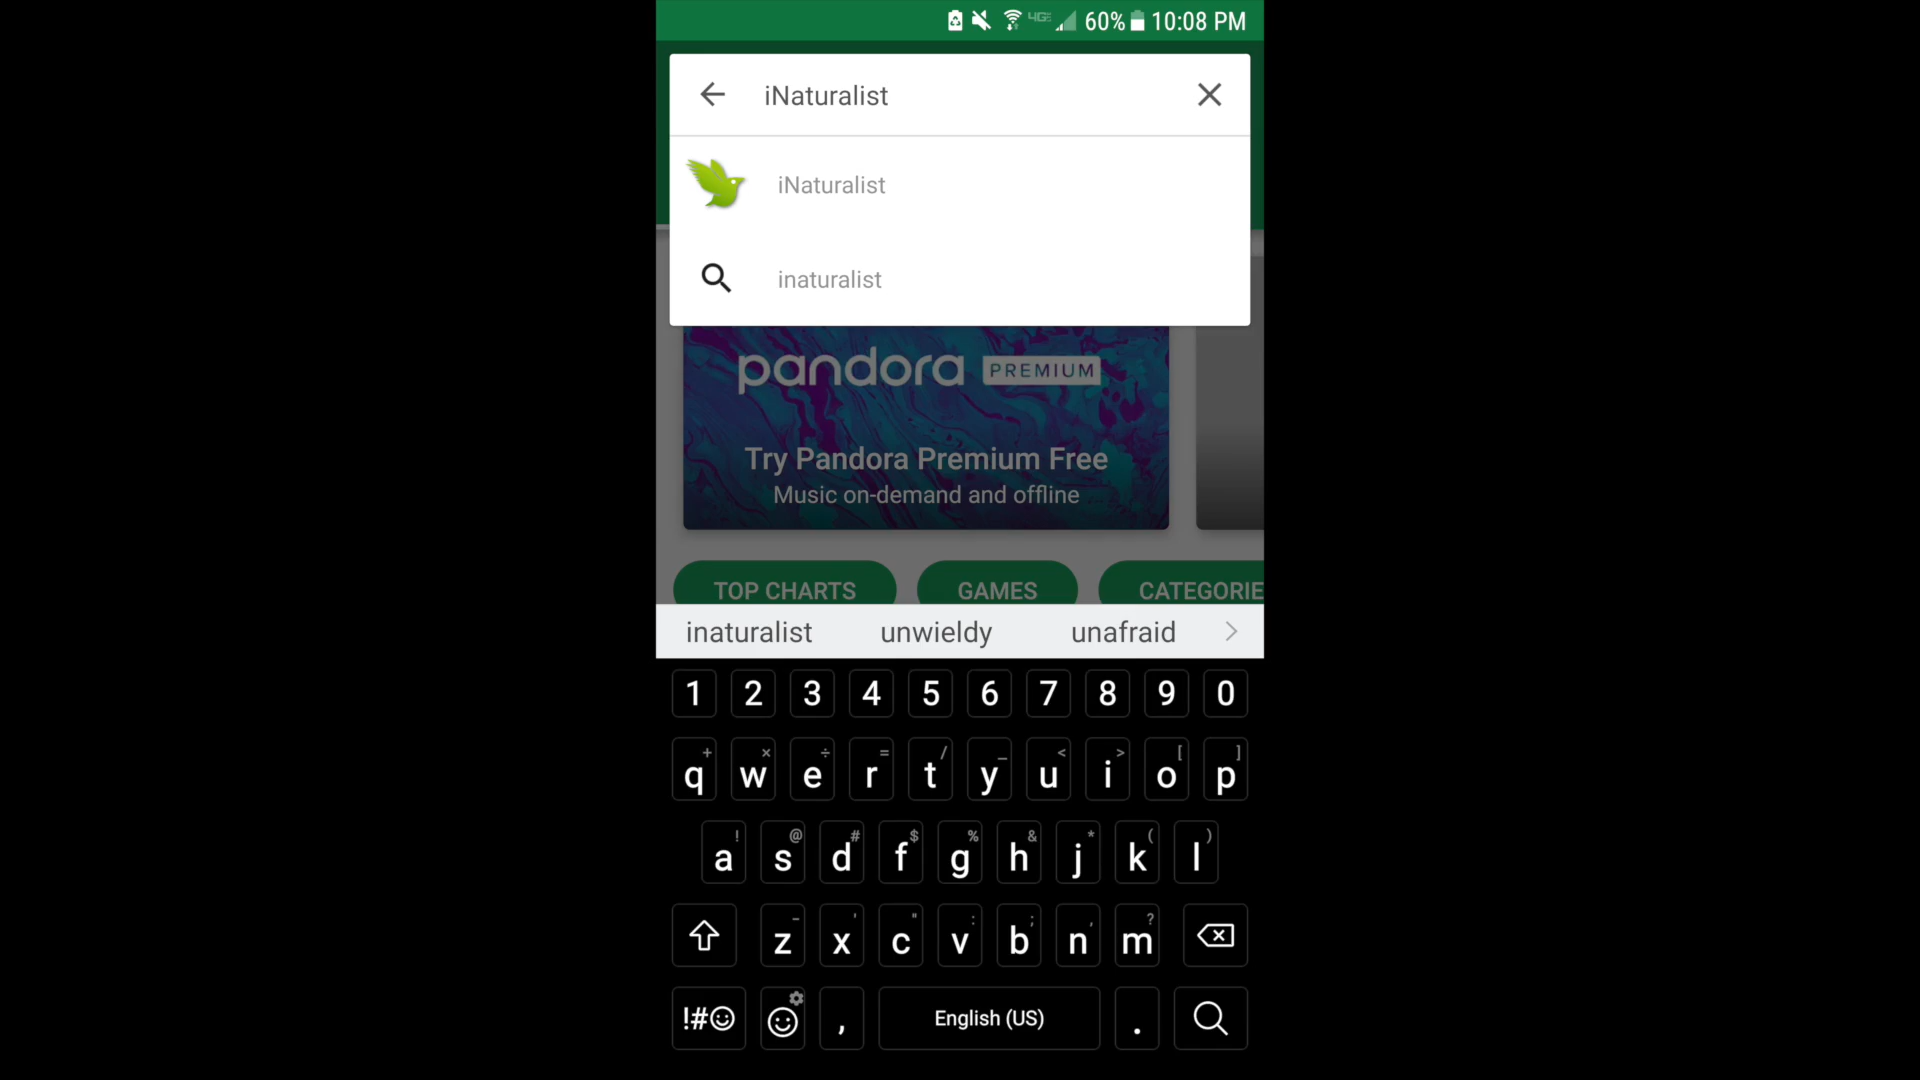 4GE 60% 10:08 PM
iNaturalist
iNaturalist
inaturalist
pandora PREMIUM
Try Pandora Premium Free
Music on-demand and offline
TOP CHARTS GAMES CATEGORIE
inaturalist unwieldy unafraid
1 2 3 4 5 6 7 8 9 0
+ × ÷ = / _ < > [ ]
q w e r t y u i o p
! @ # $ % & * ( )
a s d f g h j k l
- ' " : ; , ?
z x c v b n m
!#☺ , English (US) .